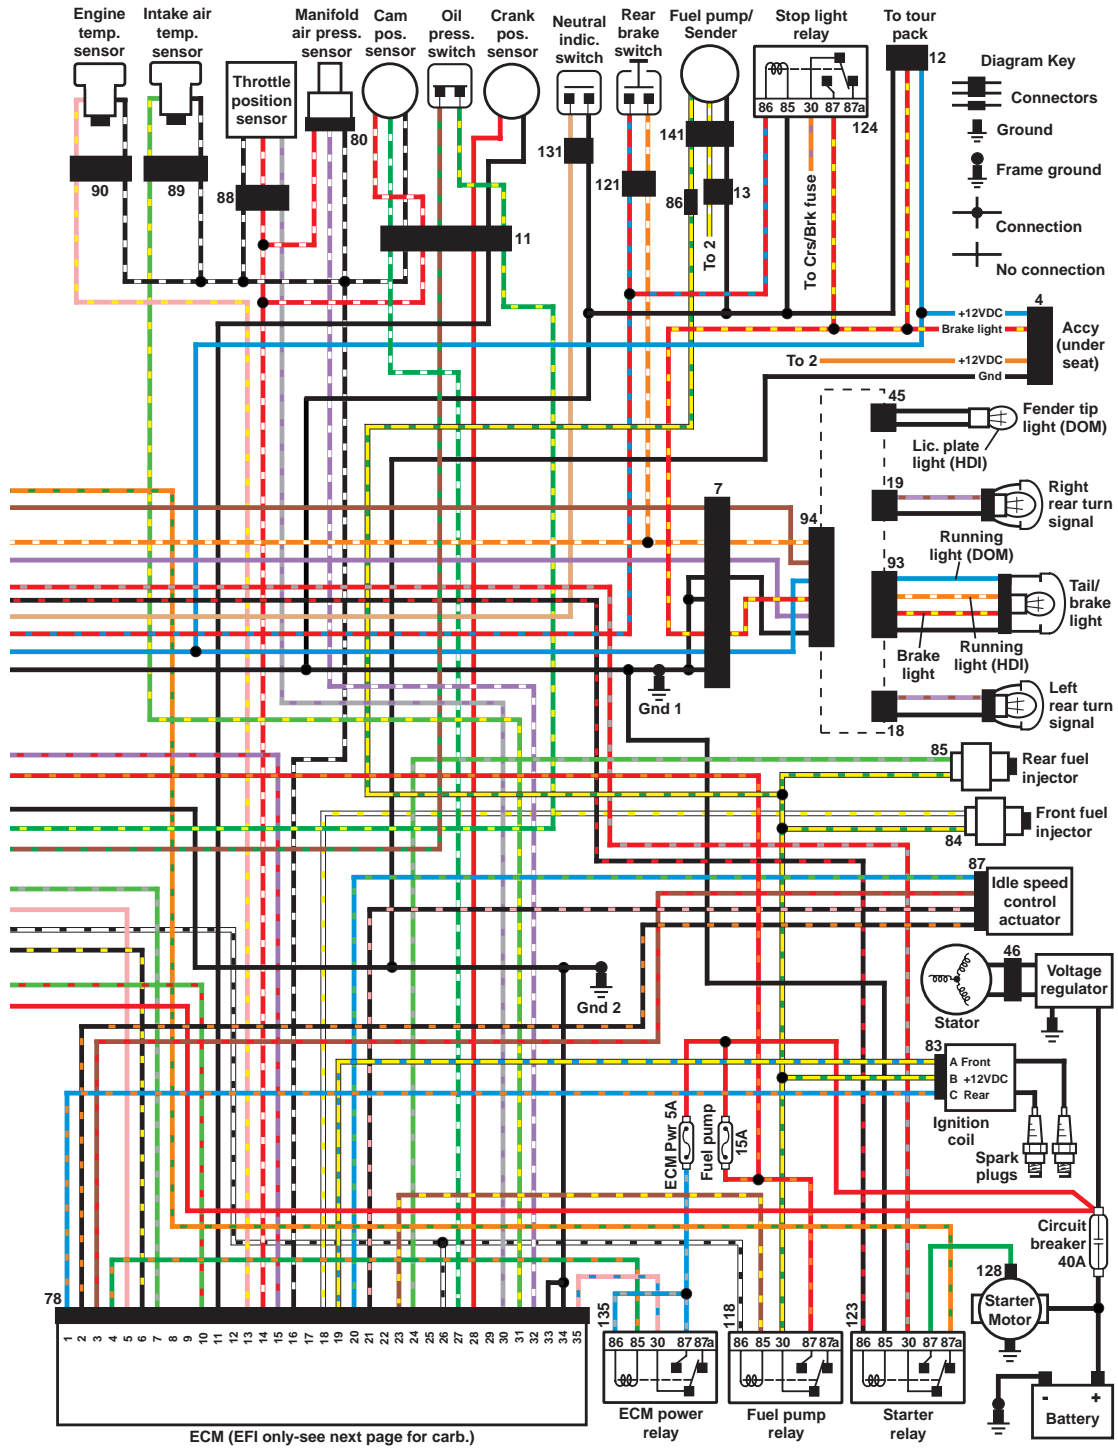 Engine
temp.
sensor
Intake air
temp.
sensor
Manifold
air press.
sensor
Cam
pos.
sensor
Oil
press.
switch
Crank
pos.
sensor
Neutral
indic.
switch
Rear
brake
switch
Fuel pump/
Sender
Stop light
relay
To tour
pack
12
Diagram Key
Connectors
Ground
Frame ground
Connection
No connection
Throttle
position
sensor
86 85 30 87 87a
124
80
141
131
90
89
88
121
86
13
11
To 2
To Crs/Brk fuse
4
+12VDC
Brake light
Accy
(under
seat)
To 2
+12VDC
Gnd
45
Fender tip
light (DOM)
Lic. plate
light (HDI)
19
Right
rear turn
signal
7
94
Running
light (DOM)
93
Tail/
brake
light
Brake
light
Running
light (HDI)
Gnd 1
Left
rear turn
signal
18
85
Rear fuel
injector
Front fuel
injector
84
87
Idle speed
control
actuator
46
Voltage
regulator
Stator
Gnd 2
83
A Front
B +12VDC
C Rear
Ignition
coil
Spark
plugs
ECM Pwr 5A
Fuel pump
15A
Circuit
breaker
40A
128
Starter
Motor
78
135
118
123
1 2 3 4 5 6 7 8 9 10 11 12 13 14 15 16 17 18 19 20 21 22 23 24 25 26 27 28 29 30 31 32 33 34 35
86 85 30 87 87a
86 85 30 87 87a
86 85 30 87 87a
ECM power
relay
Fuel pump
relay
Starter
relay
- +
Battery
ECM (EFI only-see next page for carb.)